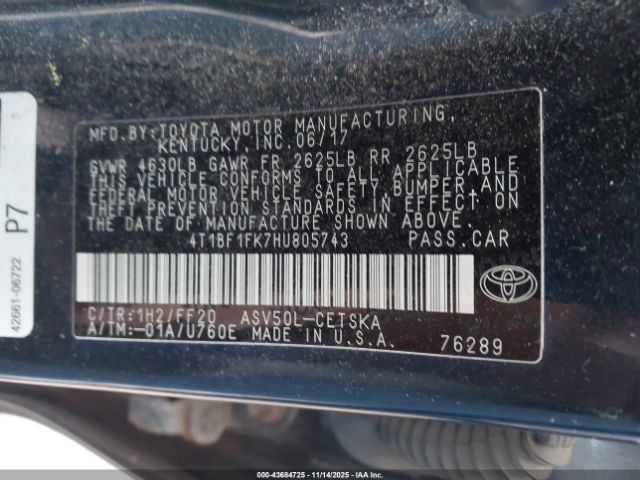 MFD.BY:TOYOTA MOTOR MANUFACTURING,
KENTUCKY,INC.06/17
GVWR 4630LB GAWR FR 2625LB RR 2625LB
THIS VEHICLE CONFORMS TO ALL APPLICABLE
FEDERAL MOTOR VEHICLE SAFETY,BUMPER,AND
THEFT PREVENTION STANDARDS IN EFFECT ON
THE DATE OF MANUFACTURE SHOWN ABOVE.
4T1BF1FK7HU805743 PASS.CAR
C/TR:1H2/FF20 ASV50L-CETSKA
A/TM:-01A/U760E MADE IN U.S.A. 76289
TOYOTA
P7
42661-06722
000-43684725 - 11/14/2025 - IAAI.CA